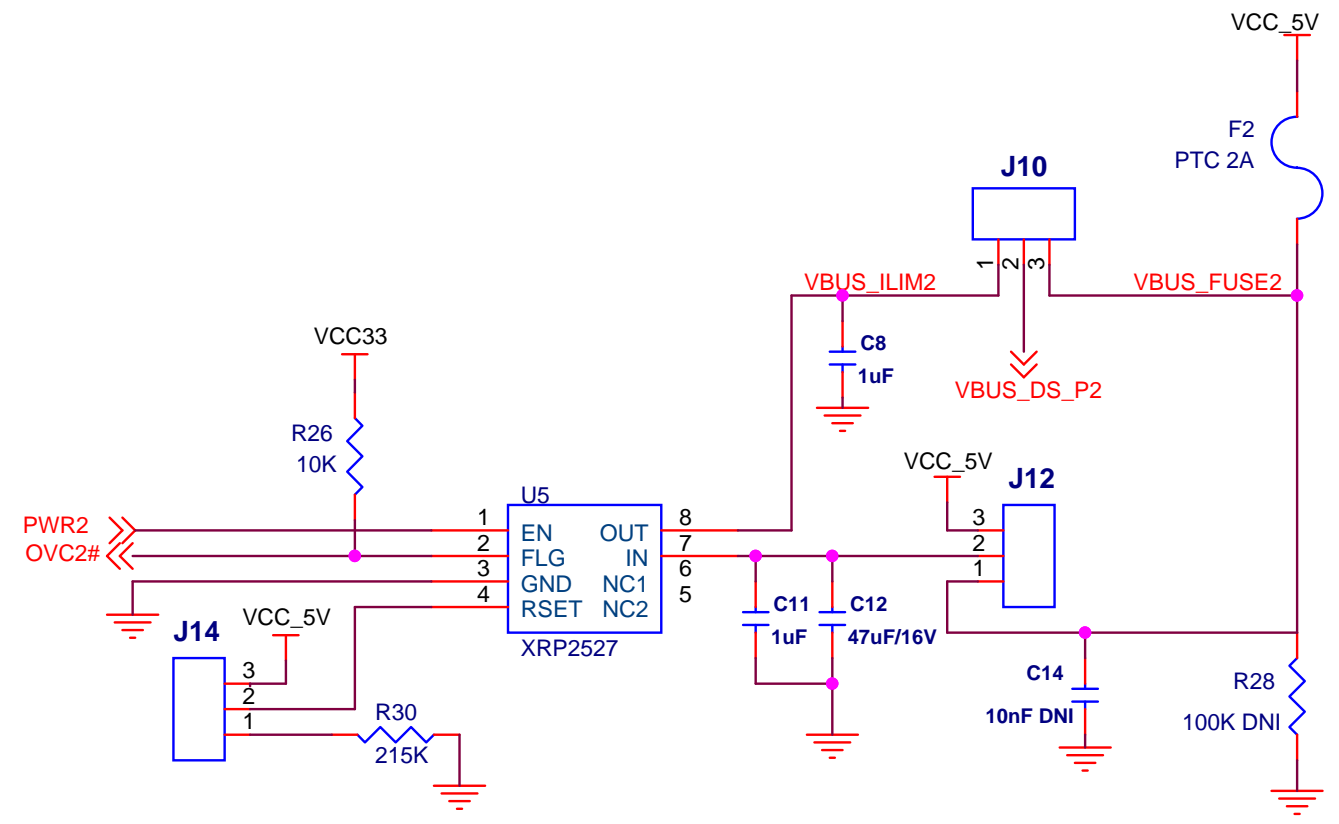 VCC_5V
F2
PTC 2A
J10
1
2
3
VBUS_ILIM2
VBUS_FUSE2
C8
1uF
VBUS_DS_P2
VCC33
R26
10K
VCC_5V
J12
3
2
1
U5
PWR2
OVC2#
1
2
3
4
EN
FLG
GND
RSET
OUT
IN
NC1
NC2
8
7
6
5
XRP2527
C11
1uF
C12
47uF/16V
C14
10nF DNI
R28
100K DNI
J14
VCC_5V
3
2
1
R30
215K